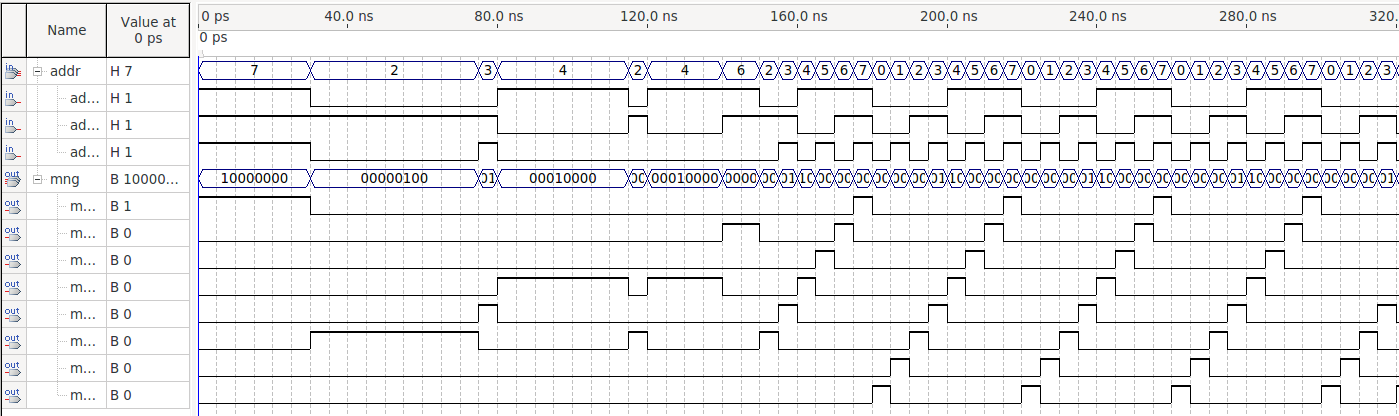 Name
Value at
0 ps
0 ps 40.0 ns 80.0 ns 120.0 ns 160.0 ns 200.0 ns 240.0 ns 280.0 ns 320.
0 ps
in addr H 7 7 2 3 4 2 4 6 2 3 4 5 6 7 0 1 2 3 4 5 6 7 0 1 2 3 4 5 6 7 0 1 2 3 4 5 6 7 0 1 2 3
in ad... H 1
in ad... H 1
in ad... H 1
out mng B 10000... 10000000 00000100 01 00010000 00 00010000 0000
out m... B 1
out m... B 0
out m... B 0
out m... B 0
out m... B 0
out m... B 0
out m... B 0
out m... B 0